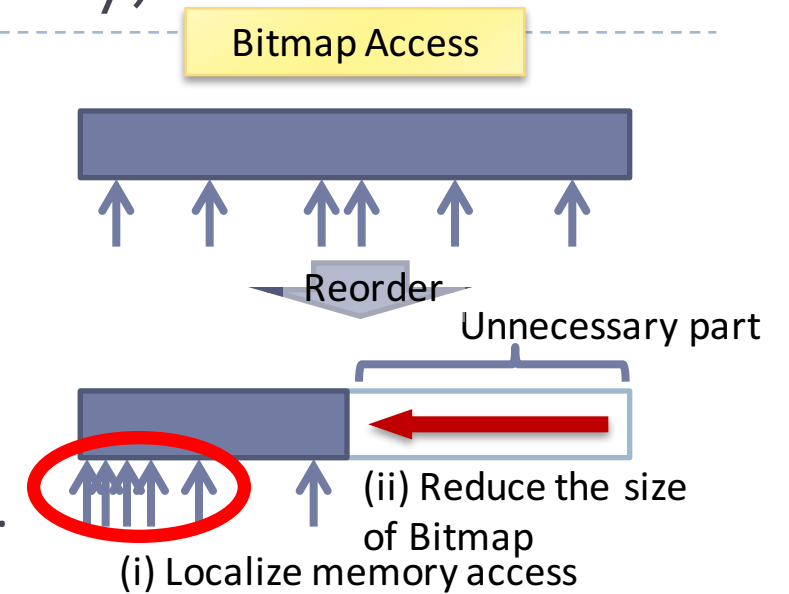 Bitmap Access
Reorder
Unnecessary part
(ii) Reduce the size
of Bitmap
(i) Localize memory access